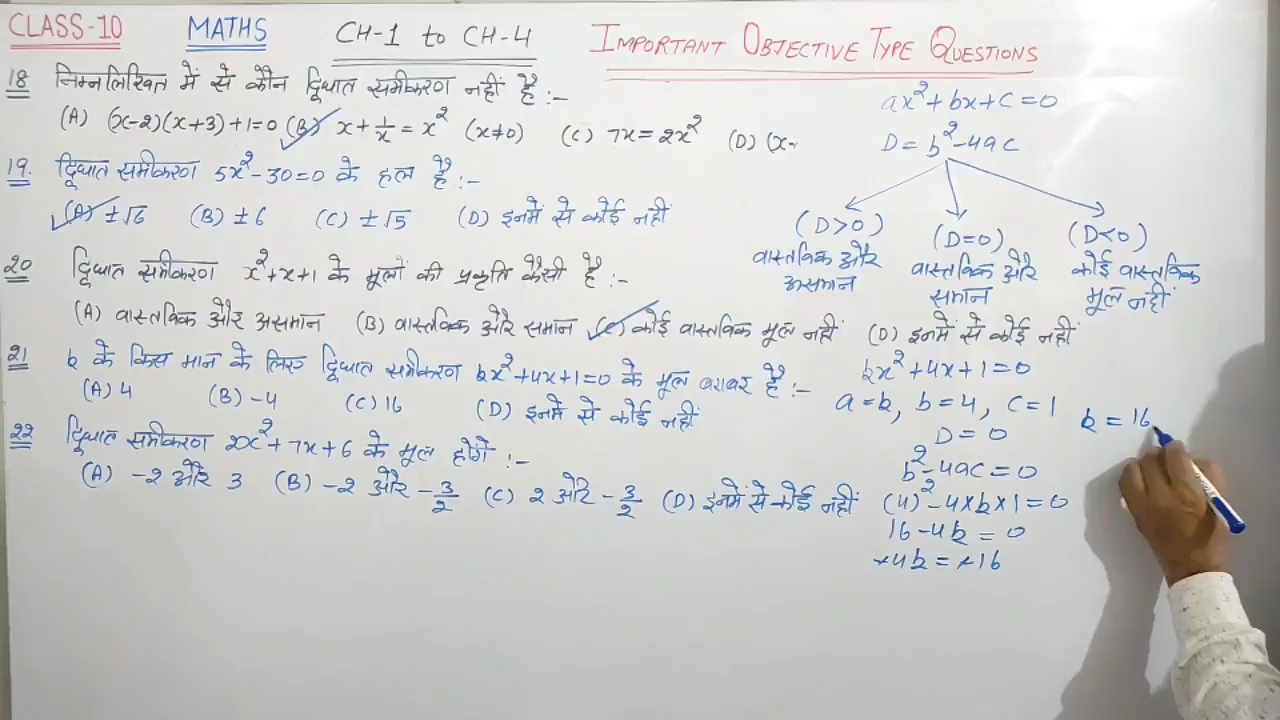 CLASS-10 MATHS CH-1 to CH-4 IMPORTANT OBJECTIVE TYPE QUESTIONS
18 निम्नलिखित में से कौन द्विघात समीकरण नहीं है :-
(A) (x-2)(x+3)+1=0 (B) x+1/x=x² (x≠0) (C) 7x=2x² (D) (x-
19. द्विघात समीकरण 5x²-30=0 के हल है :-
(A) ±√6 (B) ±6 (C) ±√5 (D) इनमें से कोई नहीं
20 द्विघात समीकरण x²+x+1 के मूलों की प्रकृति कैसी है :-
(A) वास्तविक और असमान (B) वास्तविक और समान (C) कोई वास्तविक मूल नहीं (D) इनमें से कोई नहीं
21 k के किस मान के लिए द्विघात समीकरण kx²+4x+1=0 के मूल बराबर है :-
(A) 4 (B) -4 (C) 16 (D) इनमें से कोई नहीं
22 द्विघात समीकरण 2x²+7x+6 के मूल होंगे :-
(A) -2 और 3 (B) -2 और -3/2 (C) 2 और -3/2 (D) इनमें से कोई नहीं
ax²+bx+c=0
D=b²-4ac
(D>0) (D=0) (D<0)
वास्तविक और असमान
वास्तविक और समान
कोई वास्तविक मूल नहीं
kx²+4x+1=0
a=k, b=4, c=1
D=0
b²-4ac=0
(4)²-4×k×1=0
16-4k=0
-4k=-16
k=16